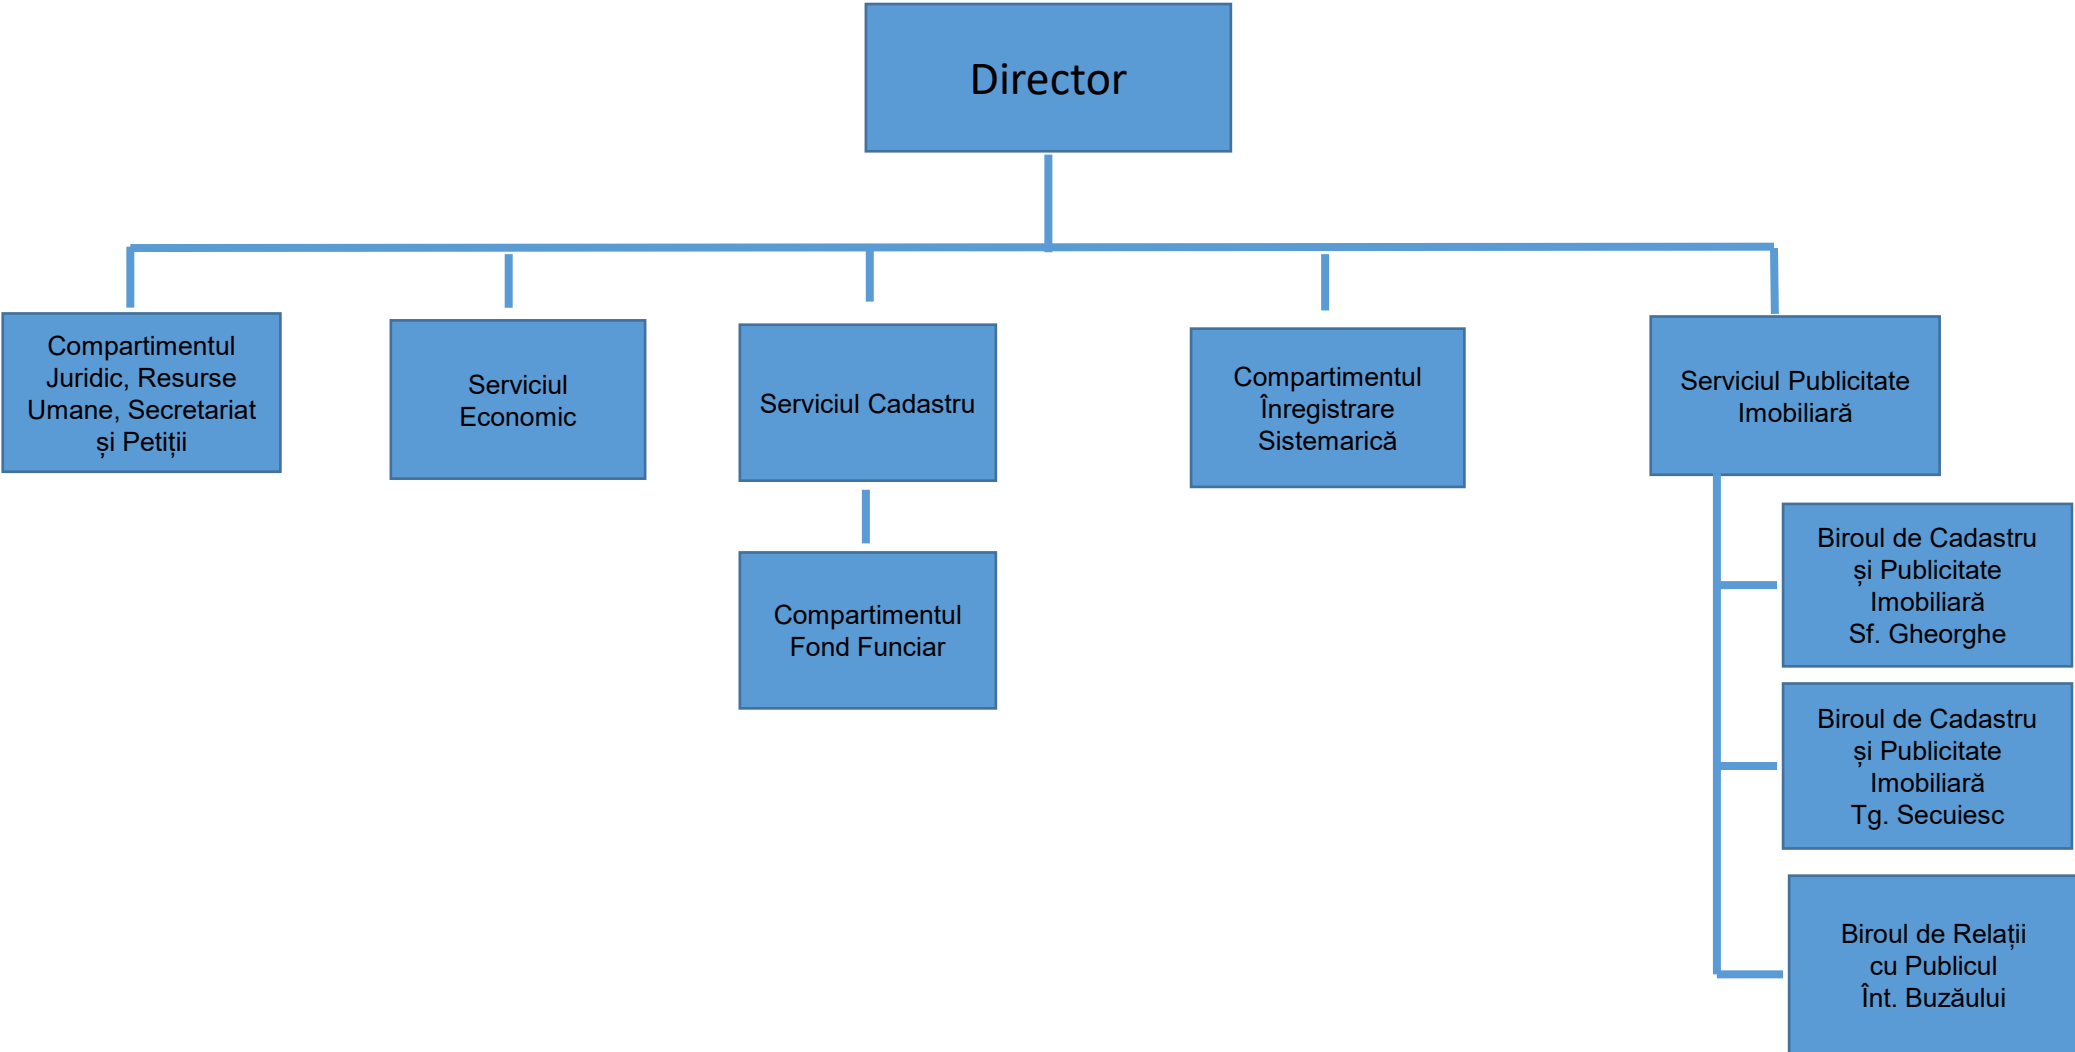 Director
Compartimentul
Juridic, Resurse
Umane, Secretariat
și Petiții
Serviciul
Economic
Serviciul Cadastru
Compartimentul
Înregistrare
Sistemarică
Serviciul Publicitate
Imobiliară
Compartimentul
Fond Funciar
Biroul de Cadastru
și Publicitate
Imobiliară
Sf. Gheorghe
Biroul de Cadastru
și Publicitate
Imobiliară
Tg. Secuiesc
Biroul de Relații
cu Publicul
Înt. Buzăului